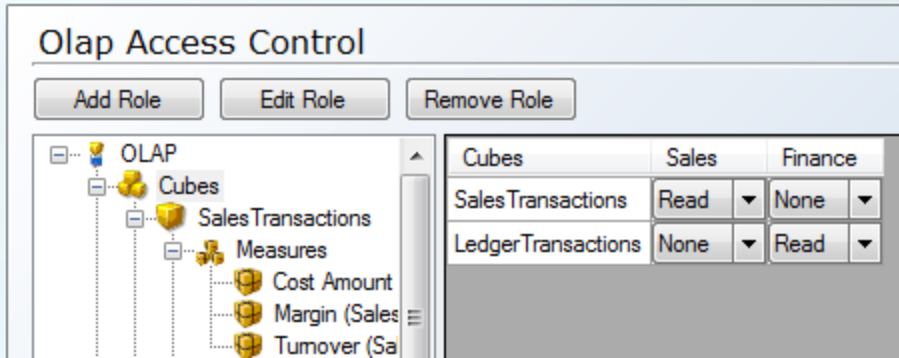 Olap Access Control
Add Role Edit Role Remove Role
OLAP
Cubes
SalesTransactions
Measures
Cost Amount
Margin (Sales
Turnover (Sal
Cubes Sales Finance
SalesTransactions Read None
LedgerTransactions None Read